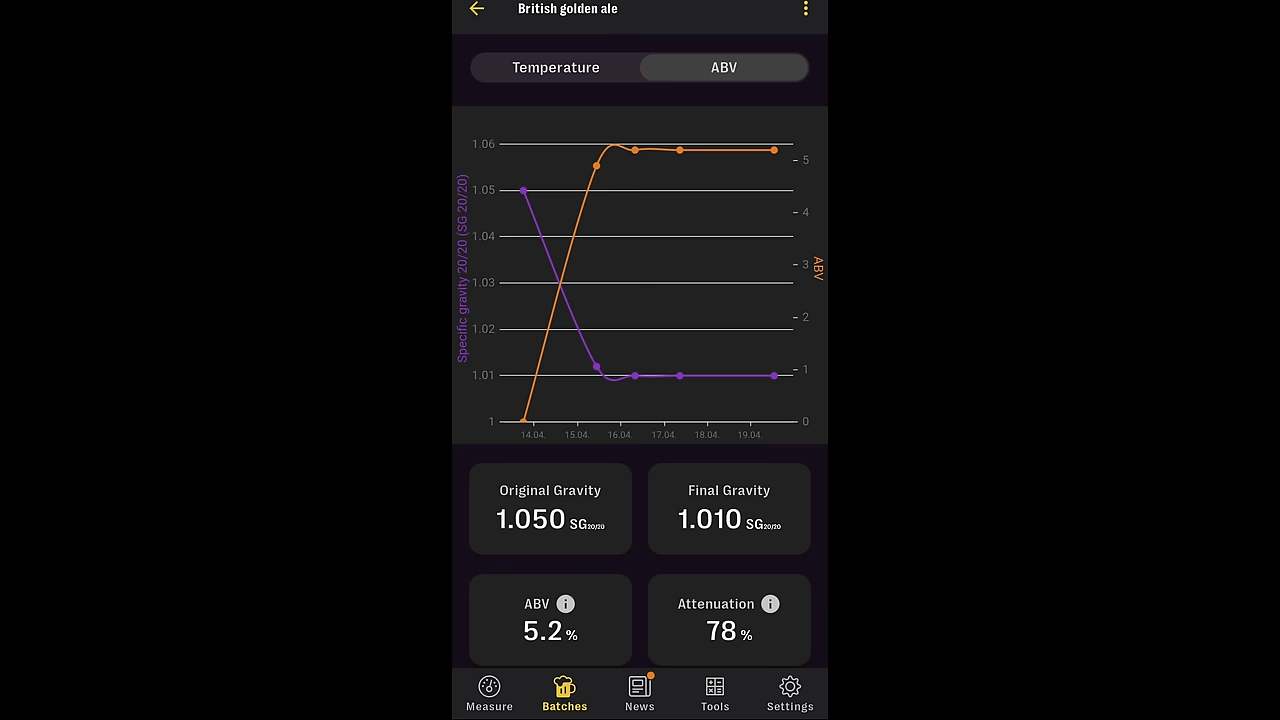 British golden ale
Temperature ABV
1.06
1.05
1.04
1.03
1.02
1.01
1
Specific gravity 20/20 (SG 20/20)
5
4
3
2
1
0
ABV
14.04. 15.04. 16.04. 17.04. 18.04. 19.04.
Original Gravity
1.050 SG20/20
Final Gravity
1.010 SG20/20
ABV i
5.2 %
Attenuation i
78 %
Measure Batches News Tools Settings